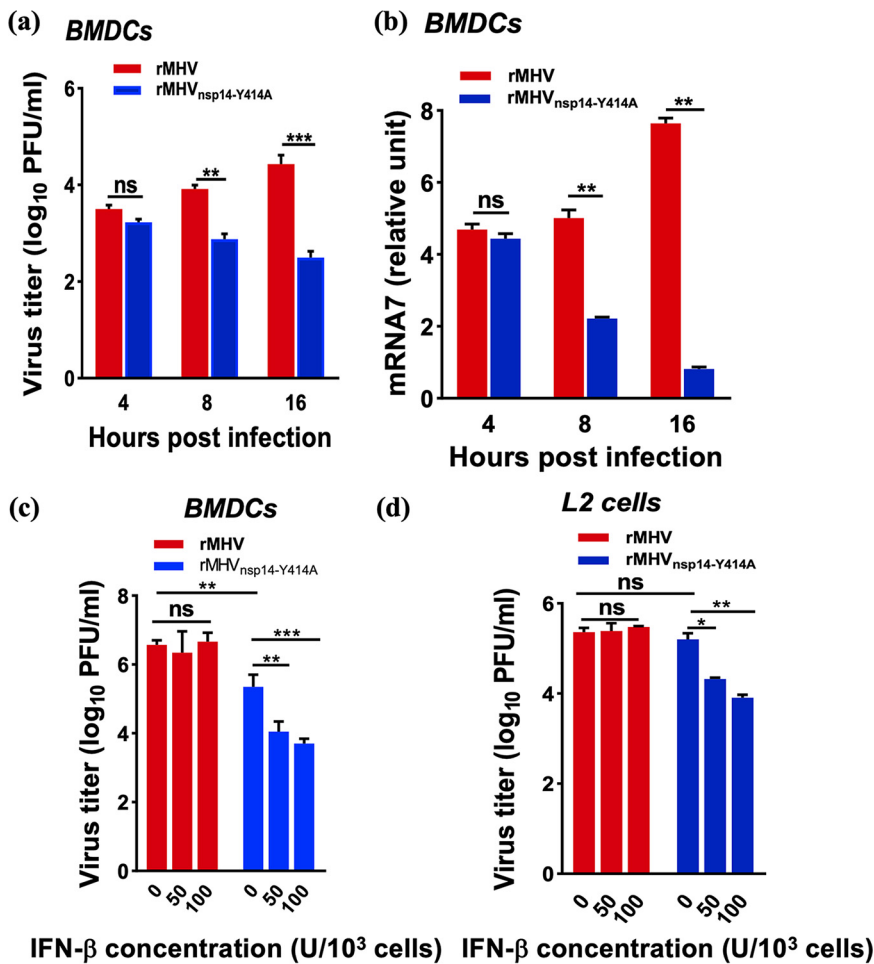 (a) BMDCs
rMHV
rMHVnsp14-Y414A
Virus titer (log10 PFU/ml)
6
4
2
0
ns
**
***
4 8 16
Hours post infection
(b) BMDCs
rMHV
rMHVnsp14-Y414A
mRNA7 (relative unit)
8
6
4
2
0
ns
**
**
4 8 16
Hours post infection
(c) BMDCs
rMHV
rMHVnsp14-Y414A
Virus titer (log10 PFU/ml)
8
6
4
2
0
**
ns
***
**
0 50 100 0 50 100
IFN-β concentration (U/10³ cells)
(d) L2 cells
rMHV
rMHVnsp14-Y414A
Virus titer (log10 PFU/ml)
6
4
2
0
ns
ns
**
*
0 50 100 0 50 100
IFN-β concentration (U/10³ cells)